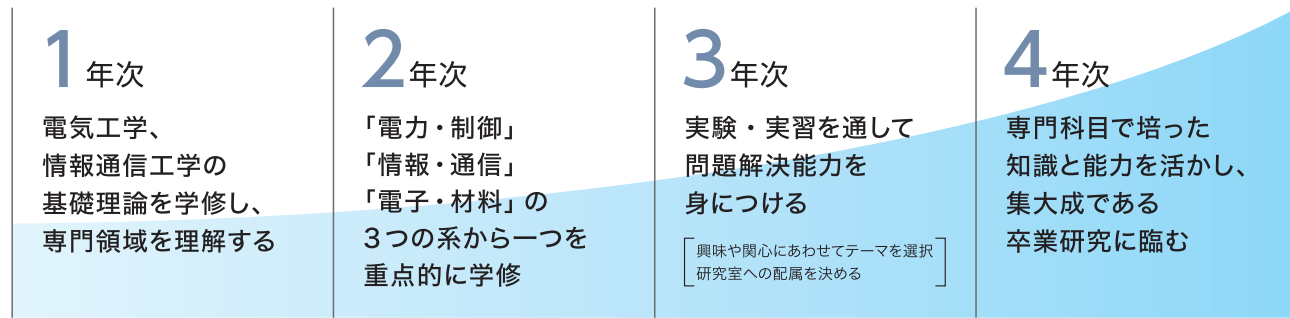 1年次
電気工学、
情報通信工学の
基礎理論を学修し、
専門領域を理解する
2年次
「電力・制御」
「情報・通信」
「電子・材料」の
3つの系から一つを
重点的に学修
3年次
実験・実習を通して
問題解決能力を
身につける
興味や関心にあわせてテーマを選択
研究室への配属を決める
4年次
専門科目で培った
知識と能力を活かし、
集大成である
卒業研究に臨む